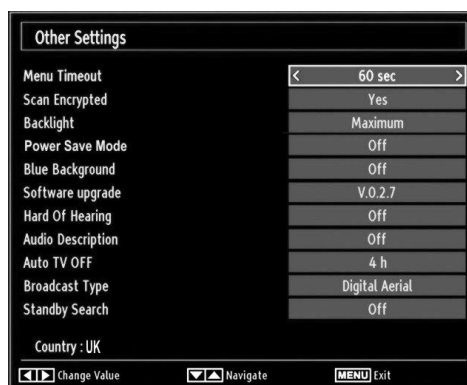 Other Settings
Menu Timeout < 60 sec >
Scan Encrypted Yes
Backlight Maximum
Power Save Mode Off
Blue Background Off
Software upgrade V.0.2.7
Hard Of Hearing Off
Audio Description Off
Auto TV OFF 4 h
Broadcast Type Digital Aerial
Standby Search Off
Country : UK
Change Value Navigate MENU Exit